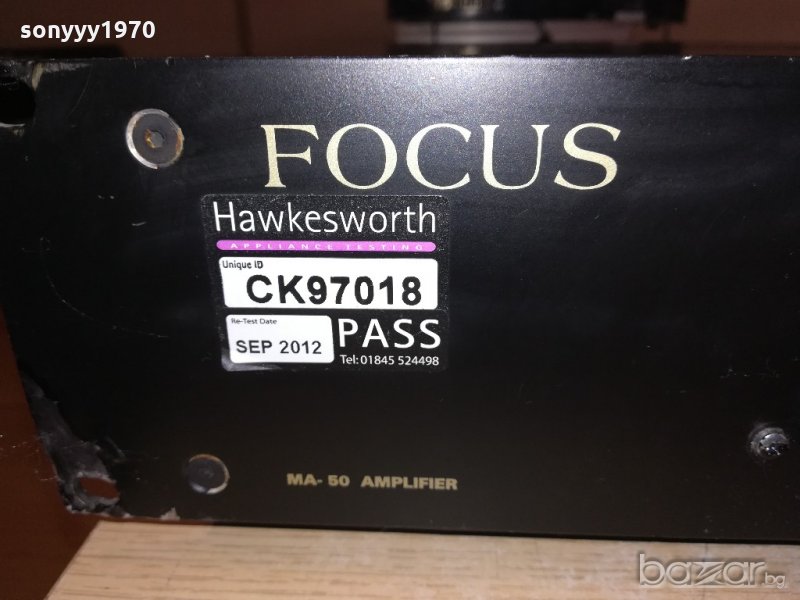 sonyyy1970
FOCUS
Hawkesworth
APPLIANCE TESTING
Unique ID
CK97018
Re-Test Date
SEP 2012
PASS
Tel: 01845 524498
MA- 50 AMPLIFIER
bazar.bg